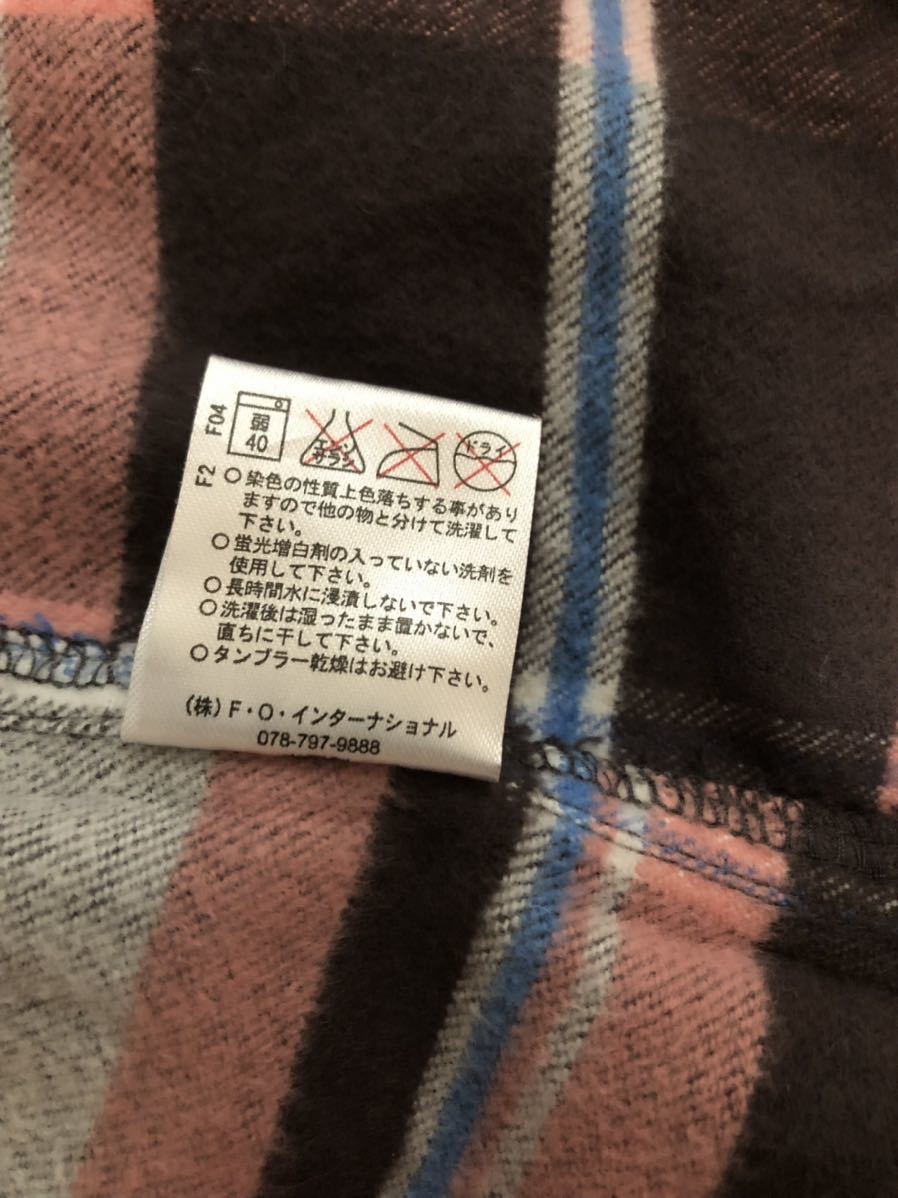 F04
弱
40
エンソ
サラシ
ドライ
F2
○染色の性質上色落ちする事があり
ますので他の物と分けて洗濯して
下さい。
○蛍光増白剤の入っていない洗剤を
使用して下さい。
○長時間水に浸漬しないで下さい。
○洗濯後は湿ったまま置かないで、
直ちに干して下さい。
○タンブラー乾燥はお避け下さい。
(株)F・O・インターナショナル
078-797-9888